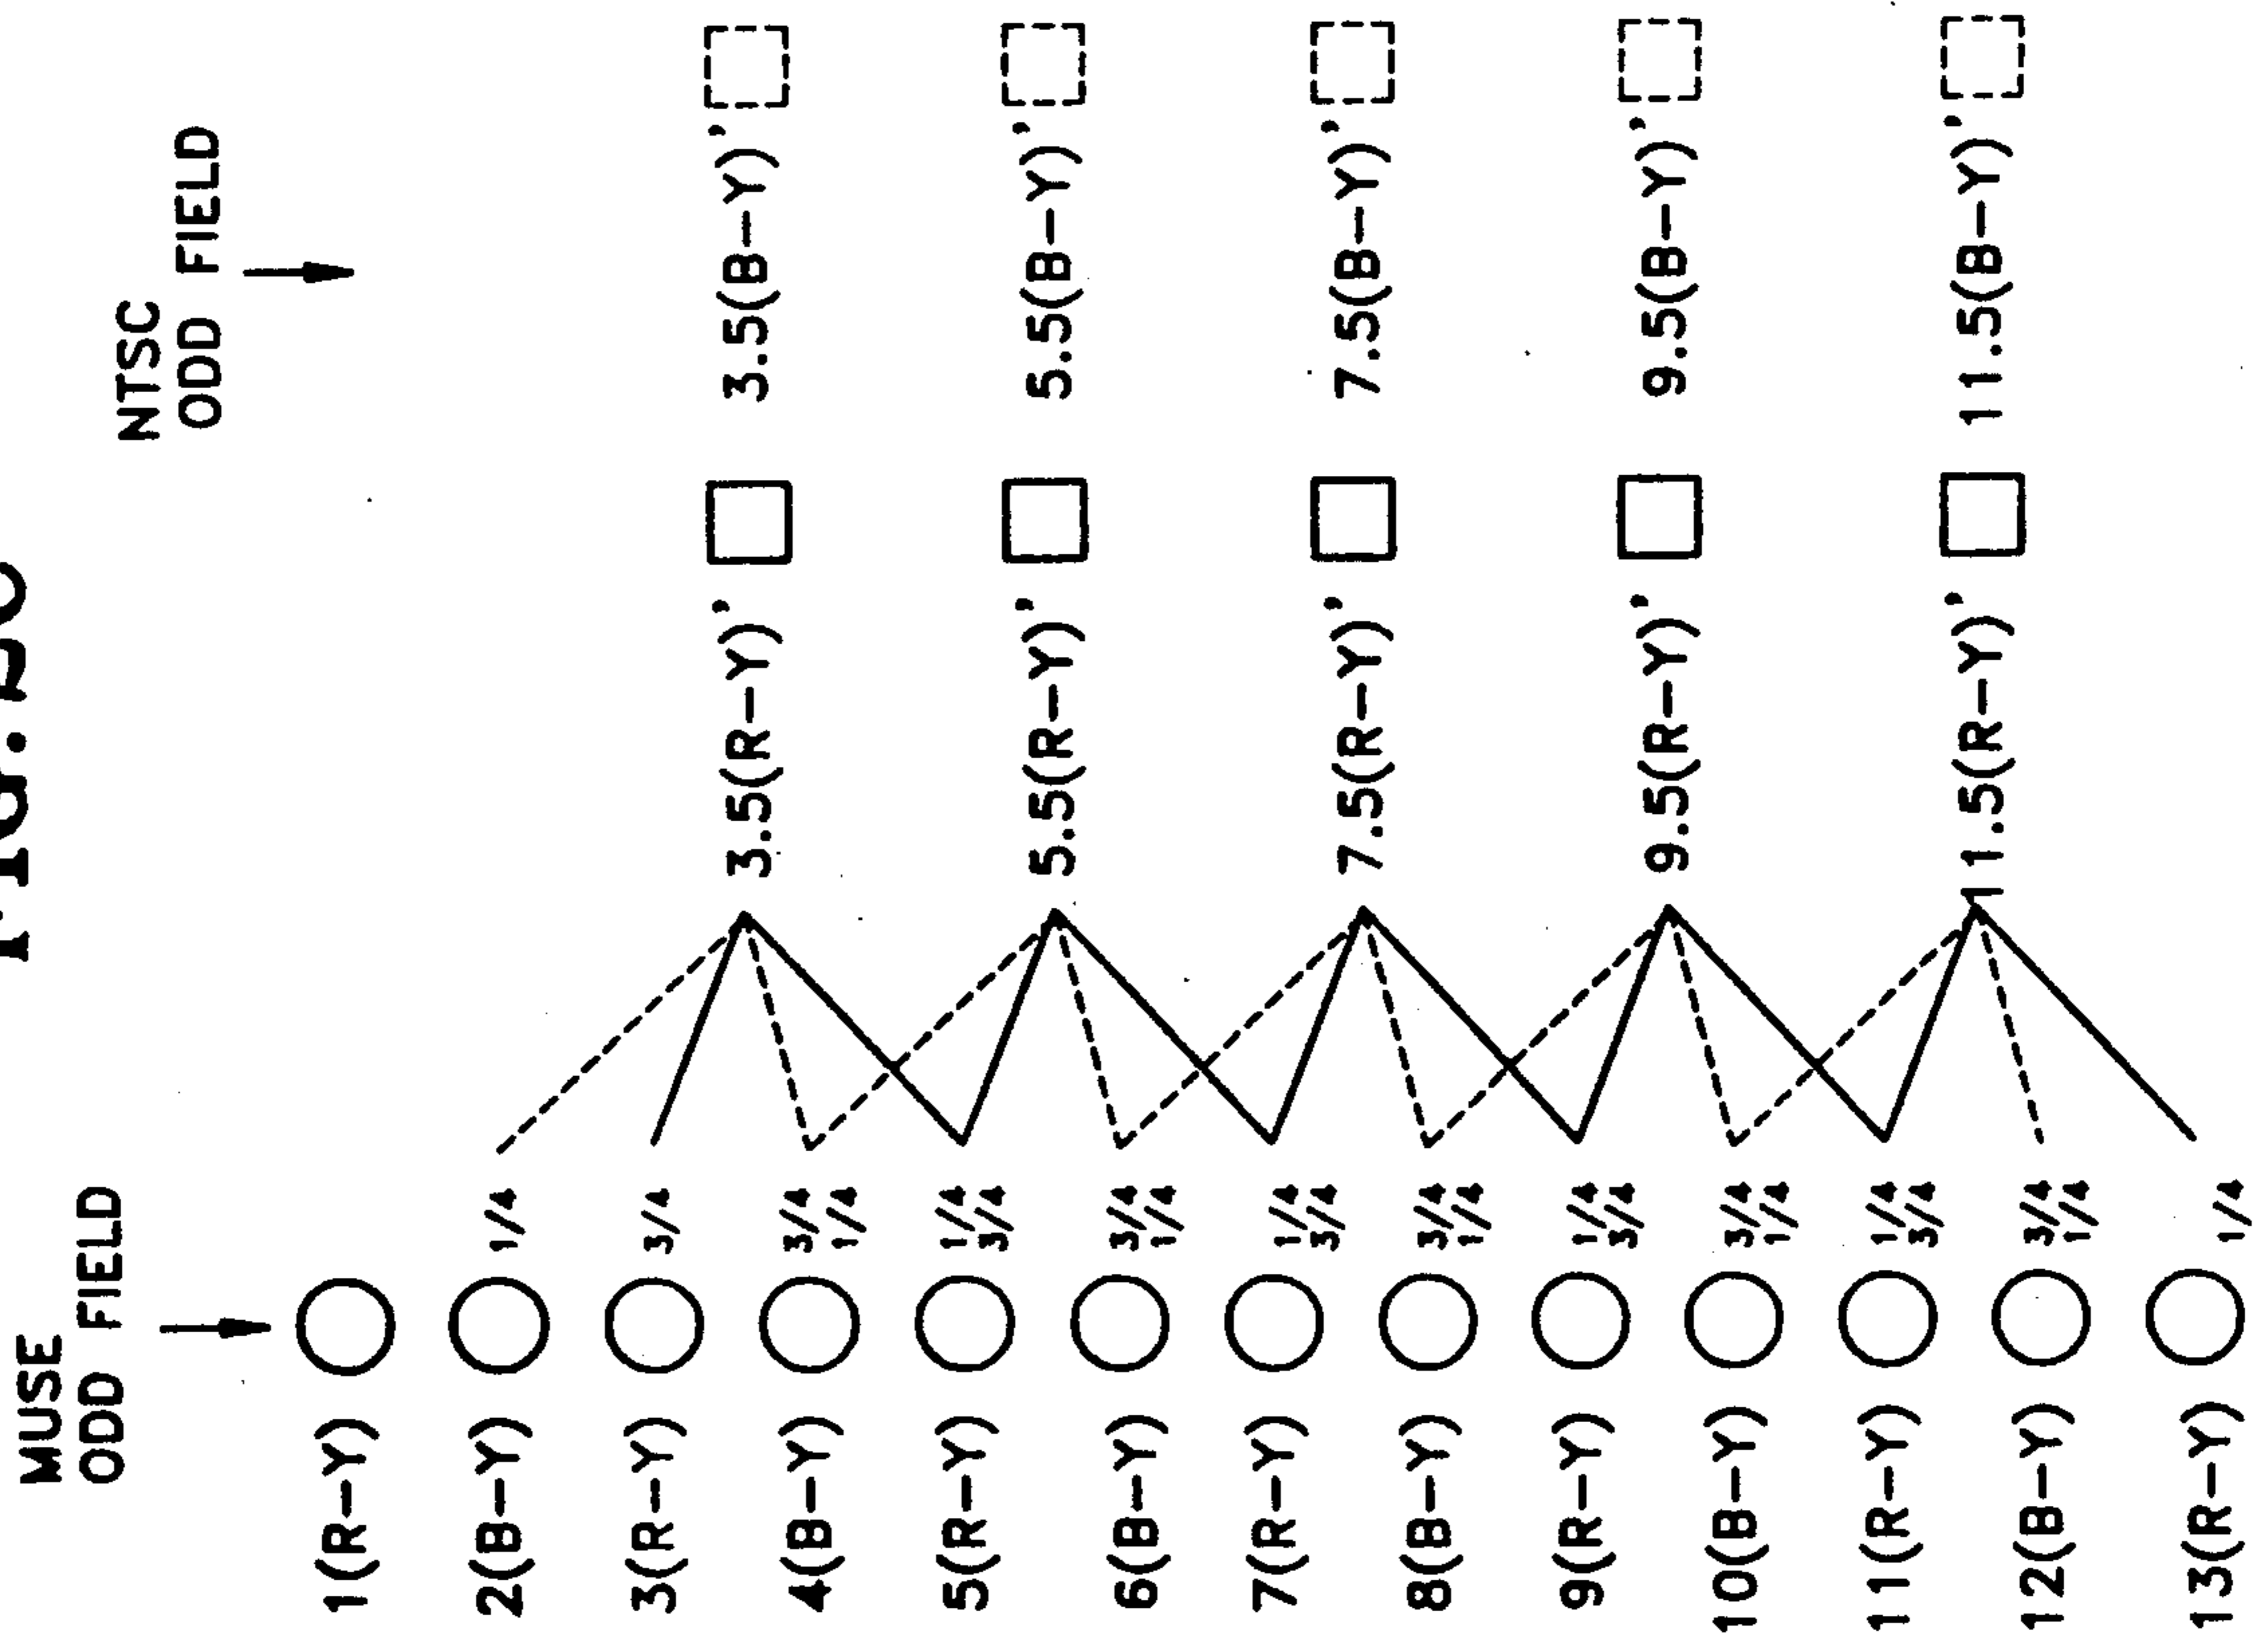 FIG.
MUSE
ODD FIELD
NTSC
ODD FIELD
1(R−Y)
2(B−Y) 1/4
3(R−Y) 3/4
3.5(R−Y)' 3.5(B−Y)'
4(B−Y) 3/4
1/4
5(R−Y) 1/4
3/4
5.5(R−Y)' 5.5(B−Y)'
6(B−Y) 3/4
1/4
7(R−Y) 1/4
3/4
7.5(R−Y)' 7.5(B−Y)'
8(B−Y) 3/4
1/4
9(R−Y) 1/4
3/4
9.5(R−Y)' 9.5(B−Y)'
10(B−Y) 3/4
1/4
11(R−Y) 1/4
3/4
11.5(R−Y)' 11.5(B−Y)'
12(B−Y) 3/4
1/4
13(R−Y) 1/4